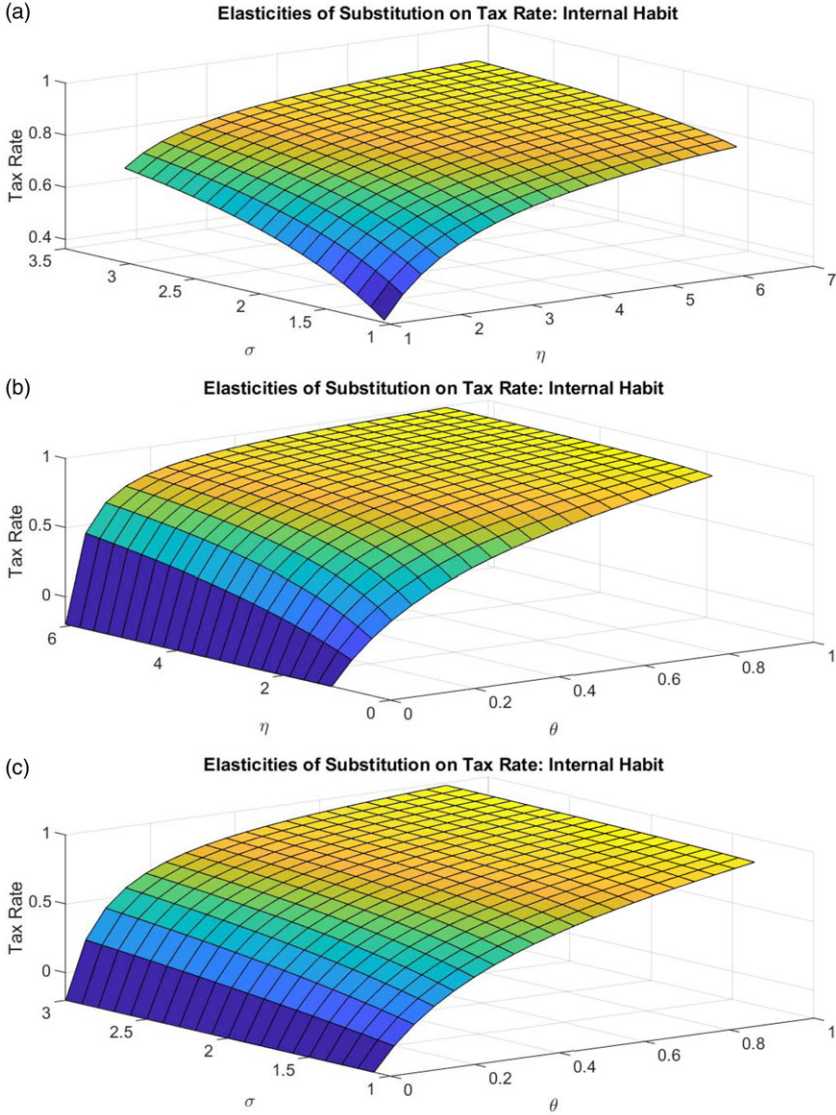 (a)
Elasticities of Substitution on Tax Rate: Internal Habit
1
0.8
0.6
0.4
Tax Rate
3.5
3
2.5
2
1.5
1
σ
1
2
3
4
5
6
7
η
(b)
Elasticities of Substitution on Tax Rate: Internal Habit
1
0.5
0
Tax Rate
6
4
2
0
η
0
0.2
0.4
0.6
0.8
1
θ
(c)
Elasticities of Substitution on Tax Rate: Internal Habit
1
0.5
0
Tax Rate
3
2.5
2
1.5
1
σ
0
0.2
0.4
0.6
0.8
1
θ